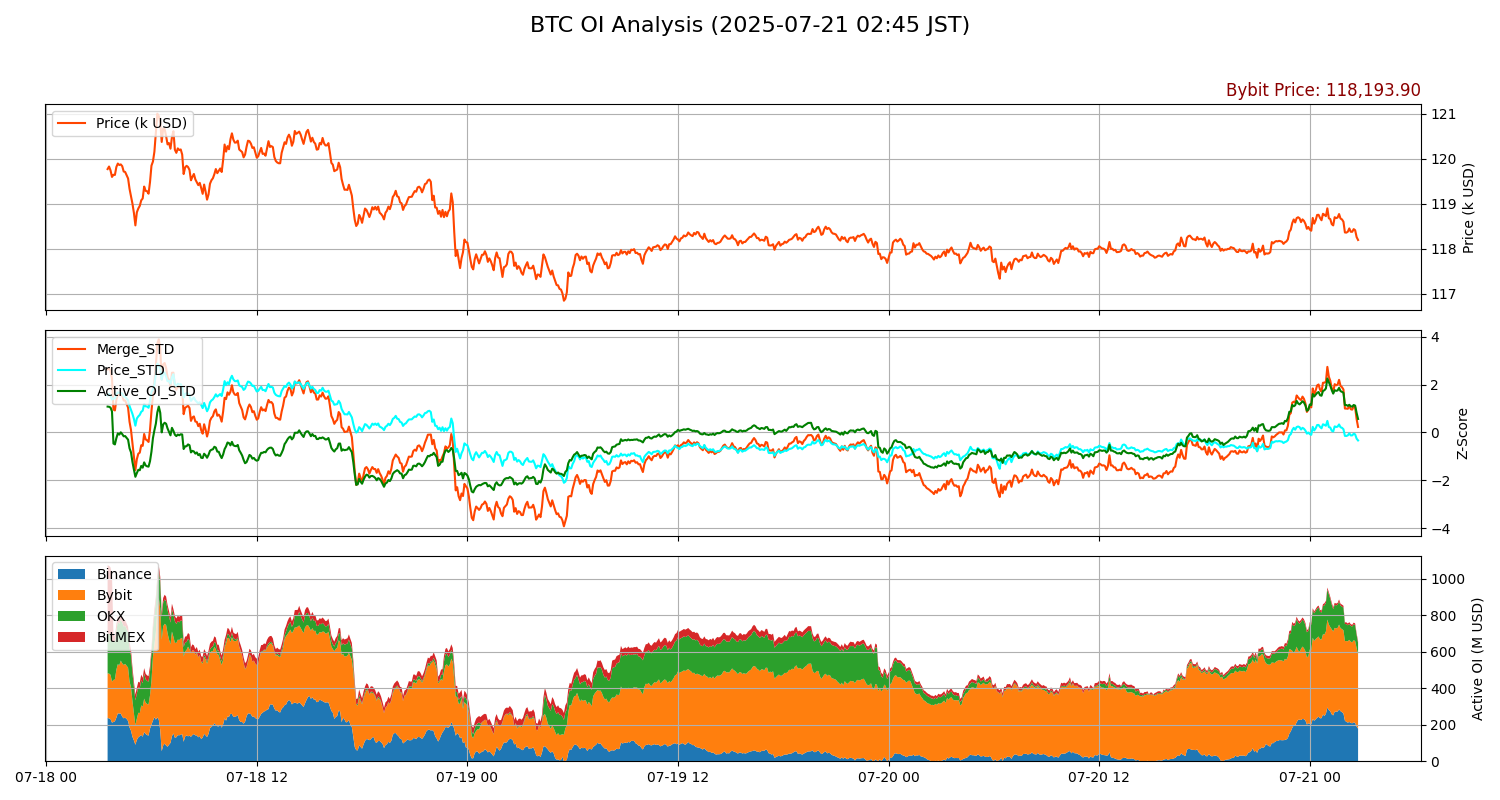 BTC OI Analysis (2025-07-21 02:45 JST)
Bybit Price: 118,193.90
Price (k USD)
121
120
119
118
117
Price (k USD)
Merge_STD
Price_STD
Active_OI_STD
4
2
0
−2
−4
Z-Score
Binance
Bybit
OKX
BitMEX
1000
800
600
400
200
0
Active OI (M USD)
07-18 00
07-18 12
07-19 00
07-19 12
07-20 00
07-20 12
07-21 00